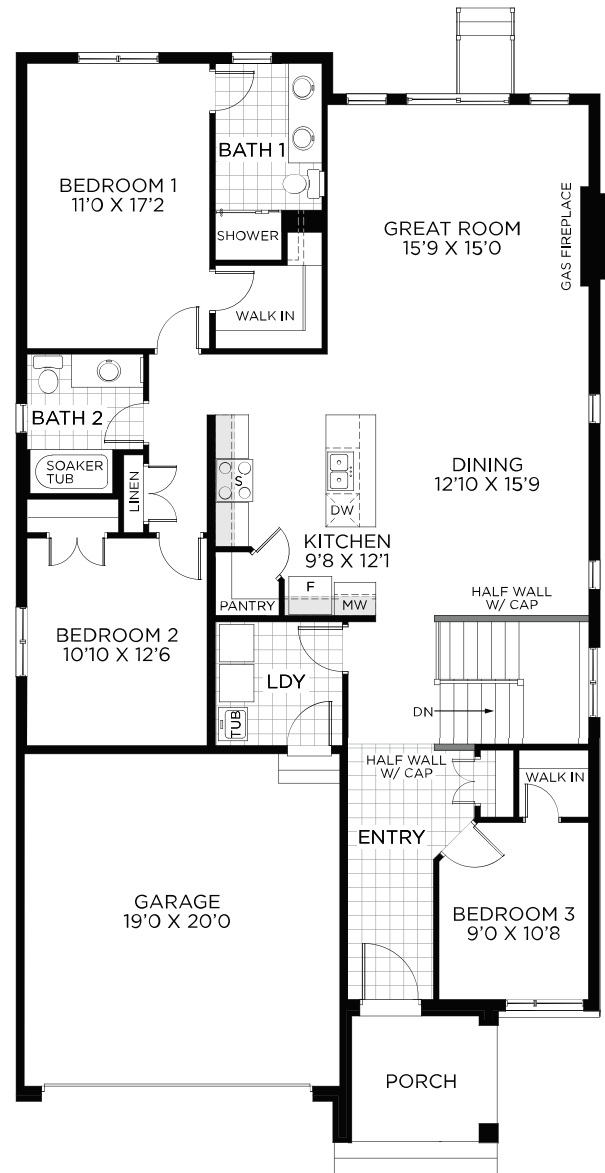 BATH 1
BEDROOM 1
11'0 X 17'2
GREAT ROOM
15'9 X 15'0
GAS FIREPLACE
SHOWER
WALK IN
BATH 2
SOAKER
TUB
LINEN
S
DW
DINING
12'10 X 15'9
KITCHEN
9'8 X 12'1
F
MW
PANTRY
HALF WALL
W/ CAP
BEDROOM 2
10'10 X 12'6
LDY
TUB
DN
HALF WALL
W/ CAP
WALK IN
ENTRY
GARAGE
19'0 X 20'0
BEDROOM 3
9'0 X 10'8
PORCH